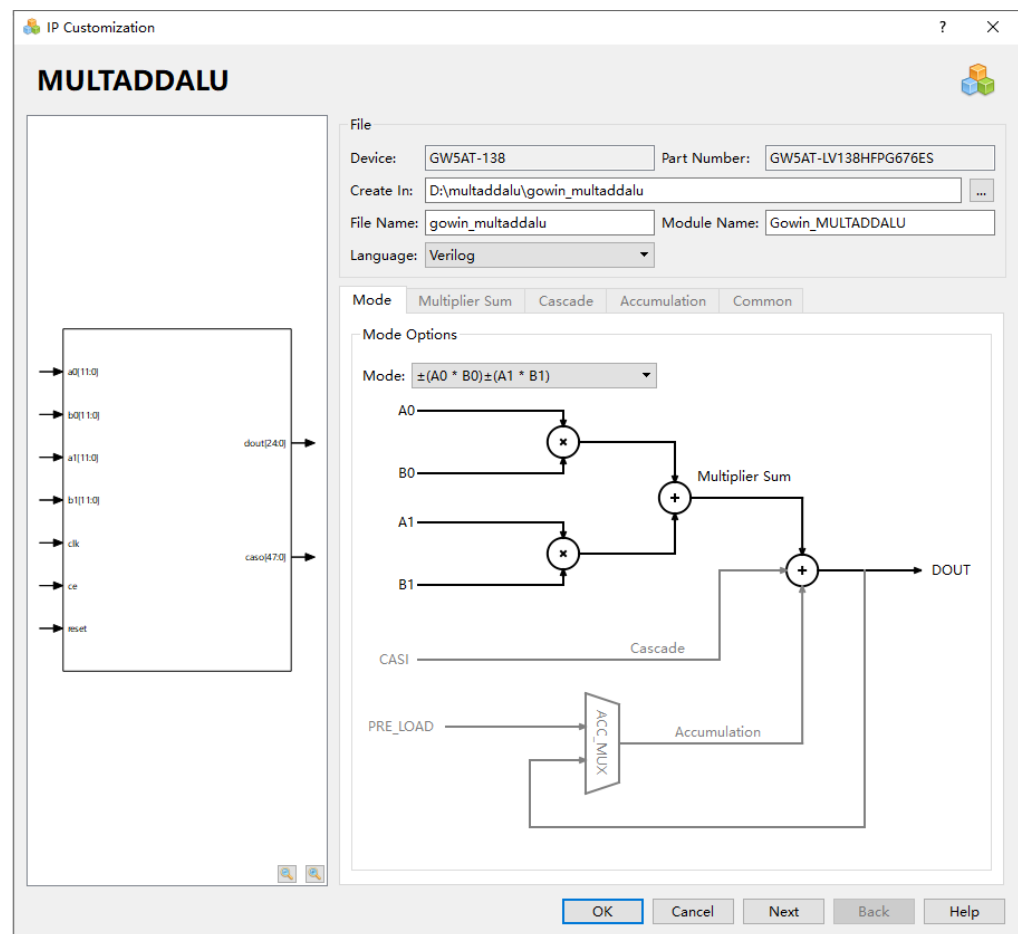 IP Customization
?
MULTADDALU
File
Device: GW5AT-138 Part Number: GW5AT-LV138HFPG676ES
Create In: D:\multaddalu\gowin_multaddalu ...
File Name: gowin_multaddalu Module Name: Gowin_MULTADDALU
Language: Verilog
Mode Multiplier Sum Cascade Accumulation Common
Mode Options
Mode: ±(A0 * B0)±(A1 * B1)
a0[11:0]
b0[11:0]
a1[11:0]
b1[11:0]
clk
ce
reset
dout[24:0]
caso[47:0]
A0
×
B0
Multiplier Sum
+
A1
×
B1
+
DOUT
CASI
Cascade
PRE_LOAD
ACC_MUX
Accumulation
OK Cancel Next Back Help